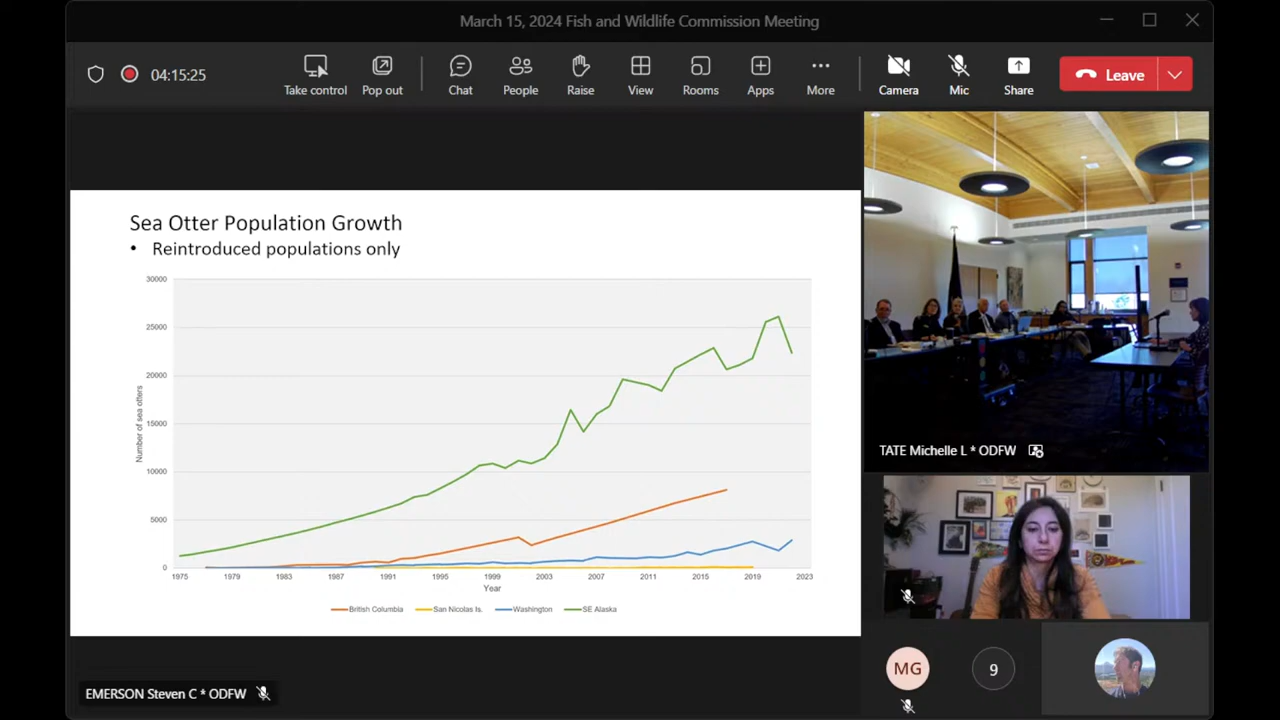 March 15, 2024 Fish and Wildlife Commission Meeting
04:15:25
Take control
Pop out
Chat
People
Raise
View
Rooms
Apps
More
Camera
Mic
Share
Leave
Sea Otter Population Growth
• Reintroduced populations only
30000
25000
20000
15000
10000
5000
0
Number of sea otters
1975 1979 1983 1987 1991 1995 1999 2003 2007 2011 2015 2019 2023
Year
British Columbia San Nicolas Is. Washington SE Alaska
TATE Michelle L * ODFW
MG
9
EMERSON Steven C * ODFW